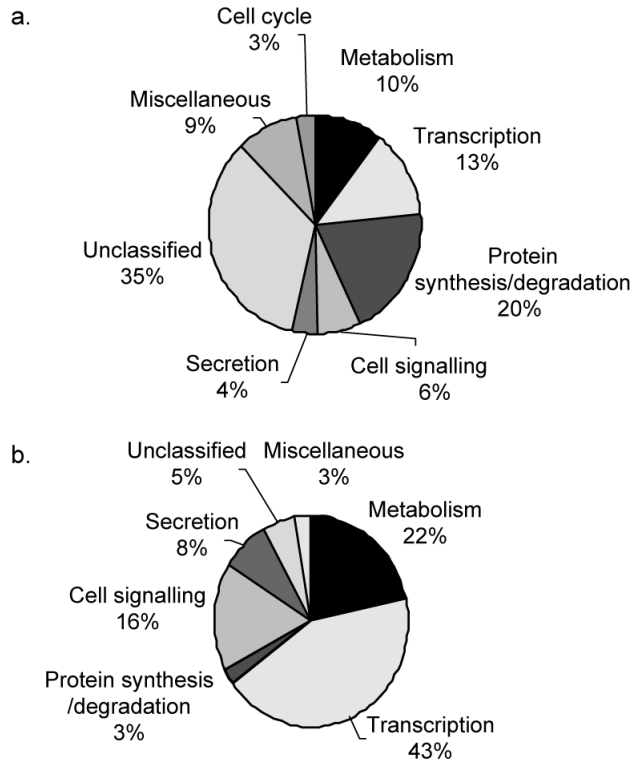 a.
Cell cycle
3%
Metabolism
10%
Miscellaneous
9%
Transcription
13%
Unclassified
35%
Protein
synthesis/degradation
20%
Secretion
4%
Cell signalling
6%
b.
Unclassified
5%
Miscellaneous
3%
Metabolism
22%
Secretion
8%
Cell signalling
16%
Protein synthesis
/degradation
3%
Transcription
43%